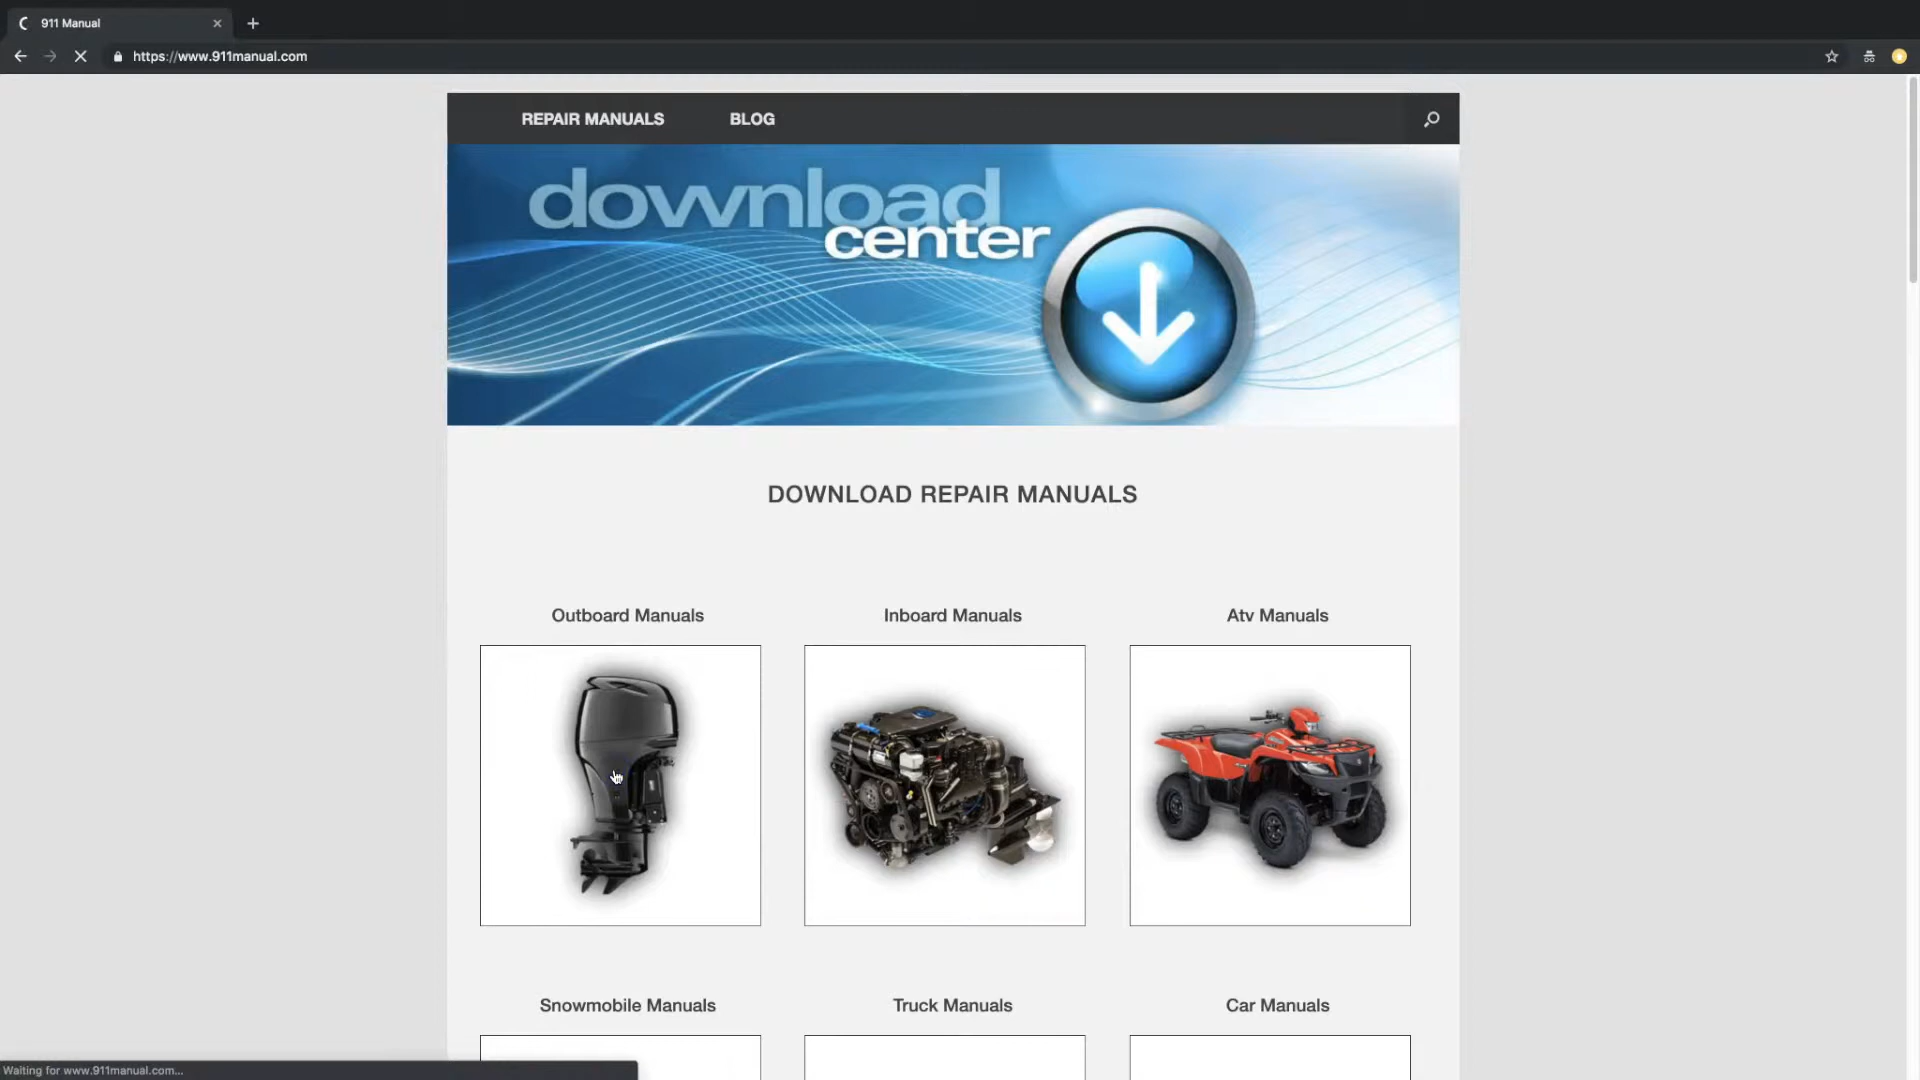 911 Manual
https://www.911manual.com
REPAIR MANUALS
BLOG
download
center
DOWNLOAD REPAIR MANUALS
Outboard Manuals
Inboard Manuals
Atv Manuals
Snowmobile Manuals
Truck Manuals
Car Manuals
Waiting for www.911manual.com...